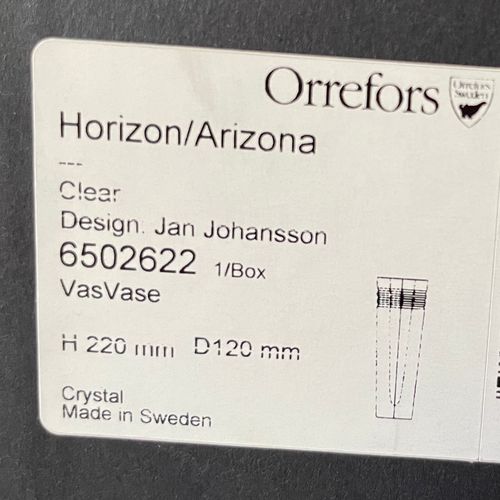 Orrefors
Orrefors
Sweden
Horizon/Arizona
---
Clear
Design: Jan Johansson
6502622 1/Box
VasVase
H 220 mm D120 mm
Crystal
Made in Sweden